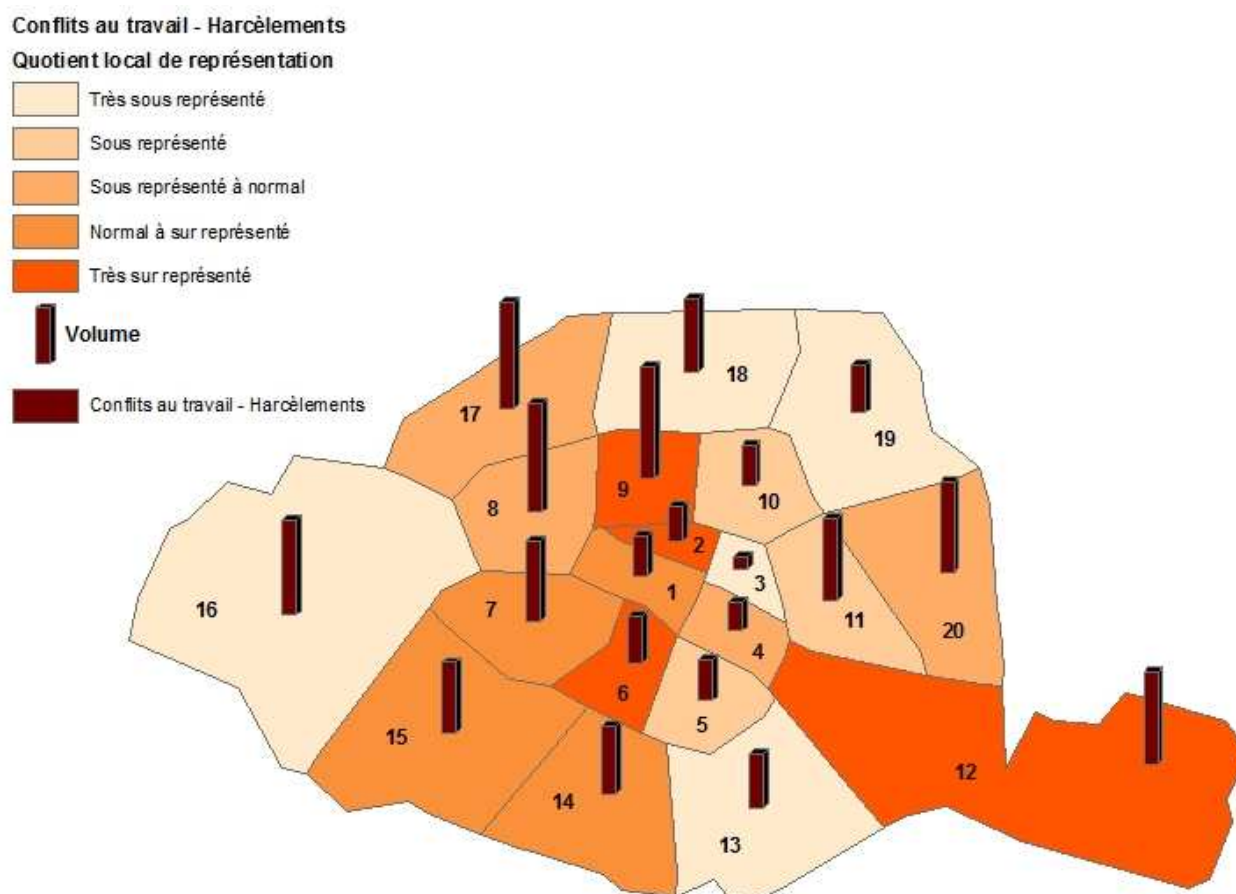 Conflits au travail - Harcèlements
Quotient local de représentation
Très sous représenté
Sous représenté
Sous représenté à normal
Normal à sur représenté
Très sur représenté
Volume
Conflits au travail - Harcèlements
18
17
19
9
10
8
2
3
1
16
7
11
20
4
6
5
15
12
14
13